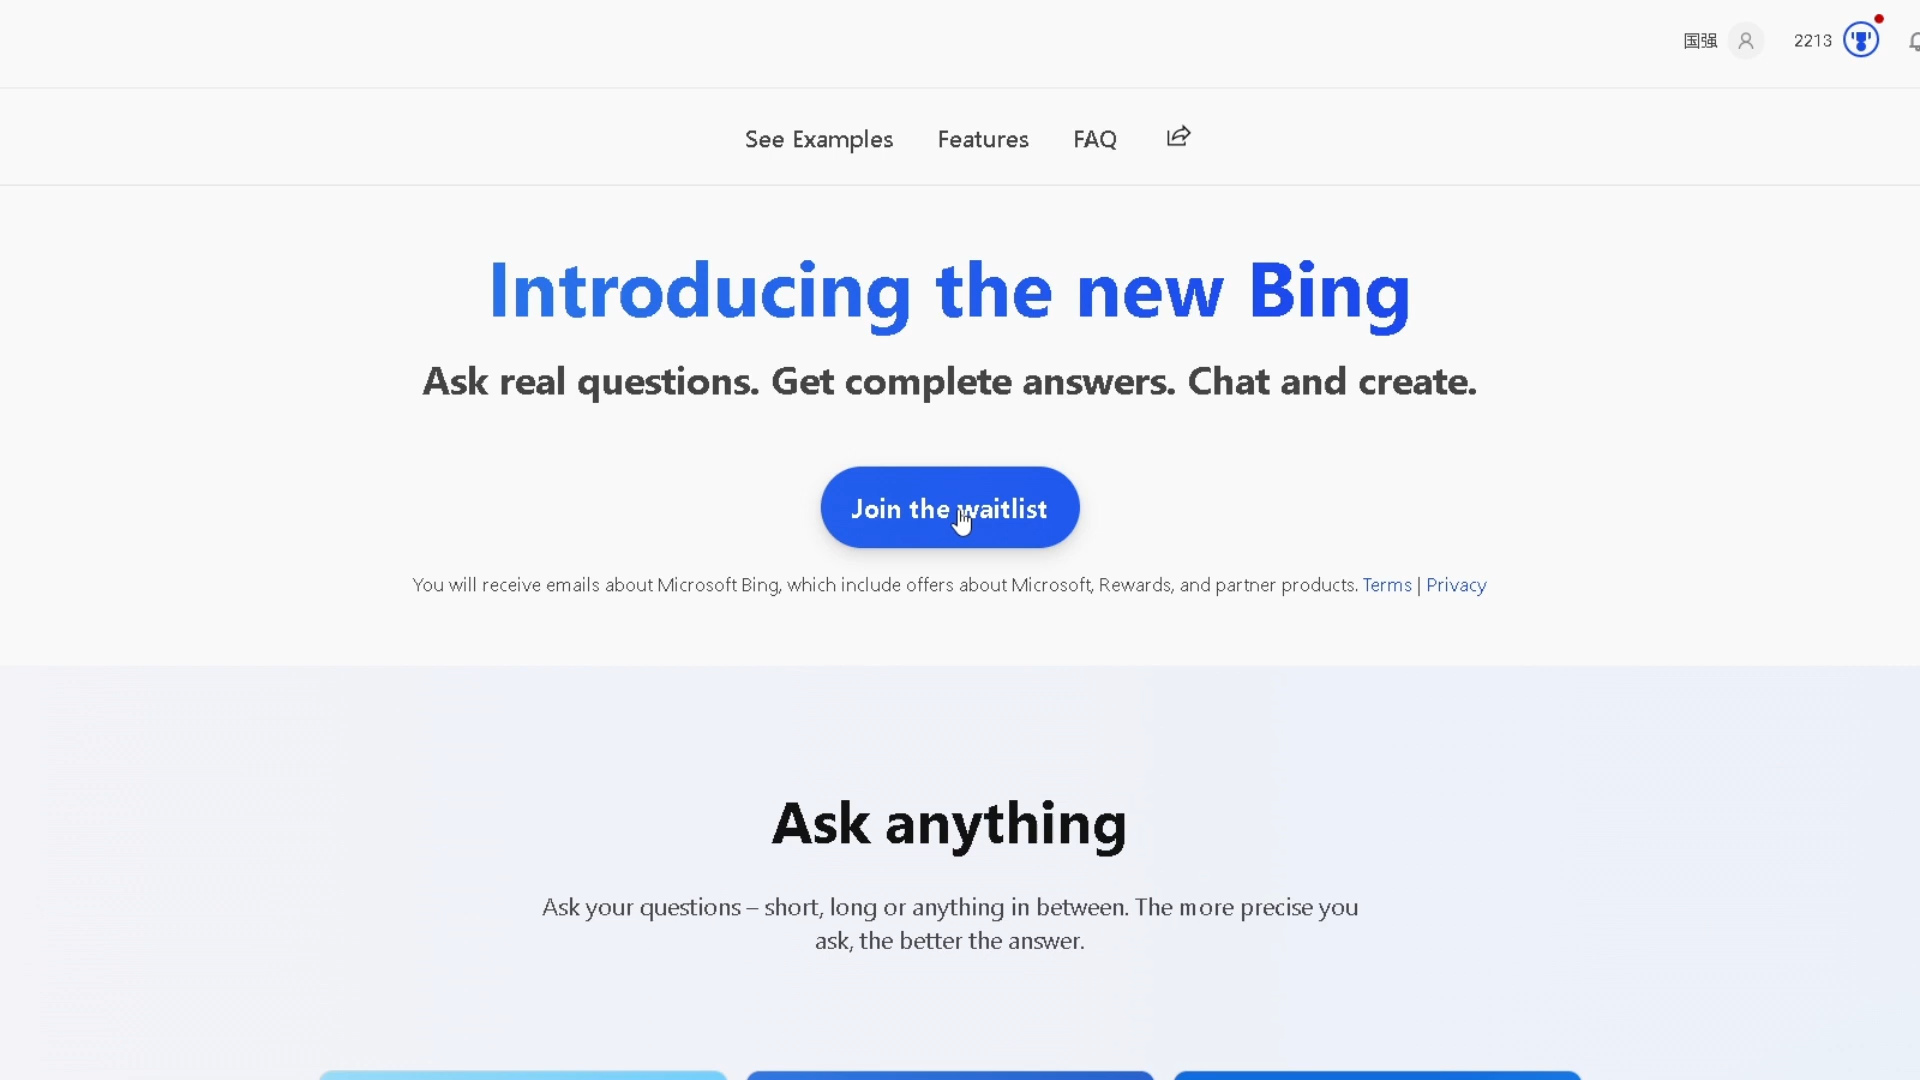 国强 2213
See Examples Features FAQ
Introducing the new Bing
Ask real questions. Get complete answers. Chat and create.
Join the waitlist
You will receive emails about Microsoft Bing, which include offers about Microsoft, Rewards, and partner products. Terms | Privacy
Ask anything
Ask your questions – short, long or anything in between. The more precise you
ask, the better the answer.